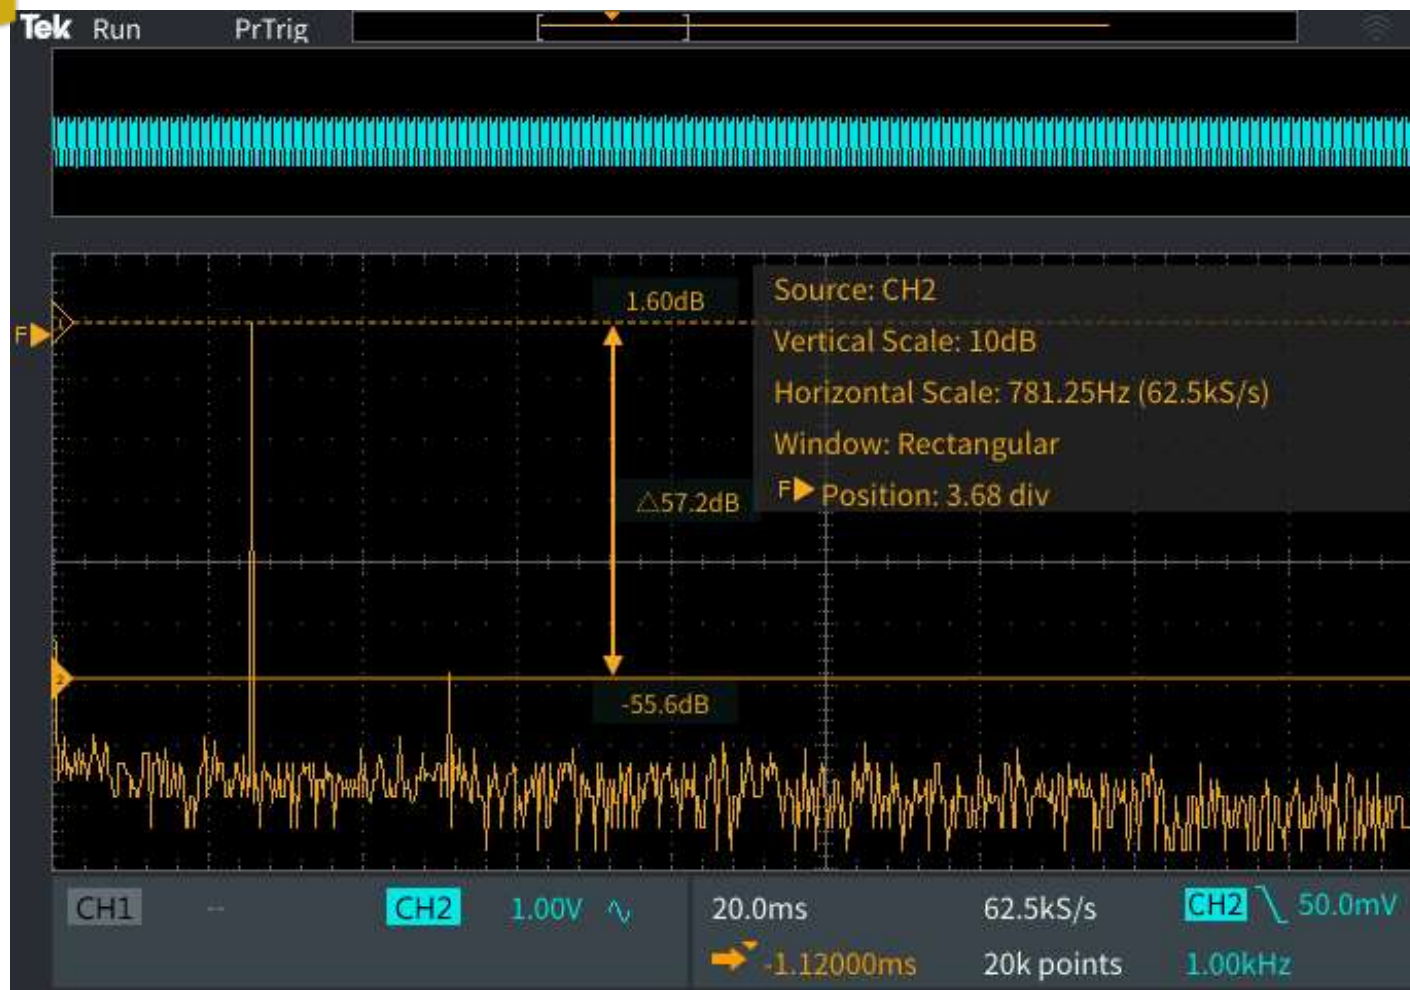 Tek Run PrTrig
1.60dB
Source: CH2
F
Vertical Scale: 10dB
Horizontal Scale: 781.25Hz (62.5kS/s)
Window: Rectangular
△57.2dB
F Position: 3.68 div
2
-55.6dB
CH1 -- CH2 1.00V 20.0ms 62.5kS/s CH2 50.0mV
-1.12000ms 20k points 1.00kHz